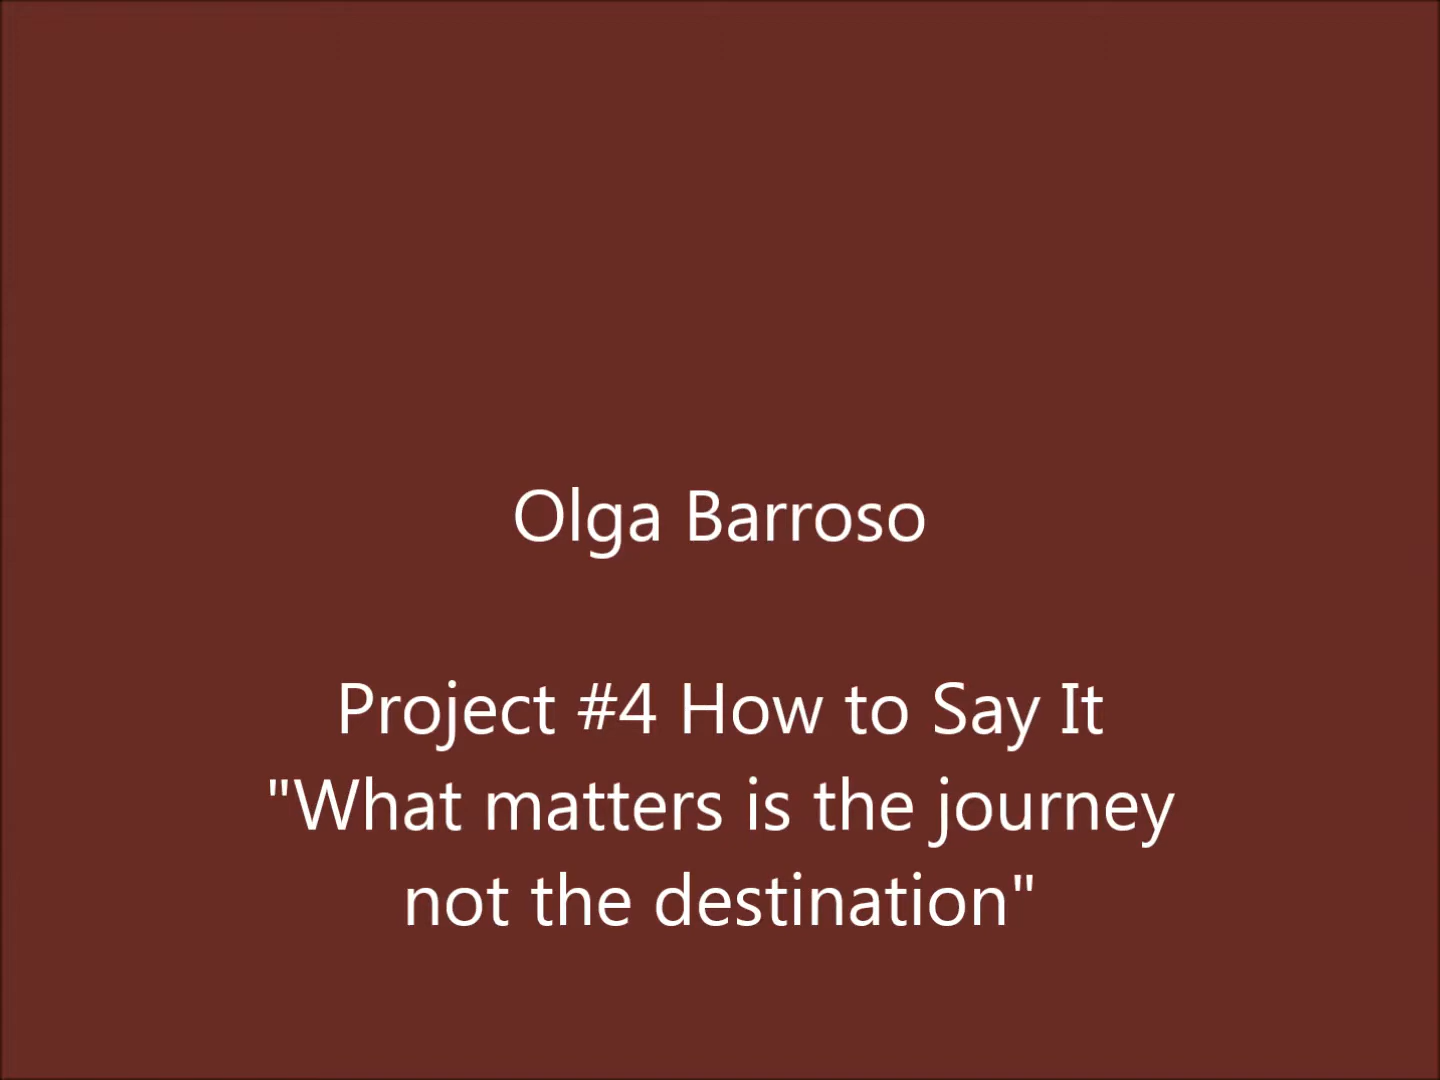 Olga Barroso
Project #4 How to Say It
"What matters is the journey
not the destination"